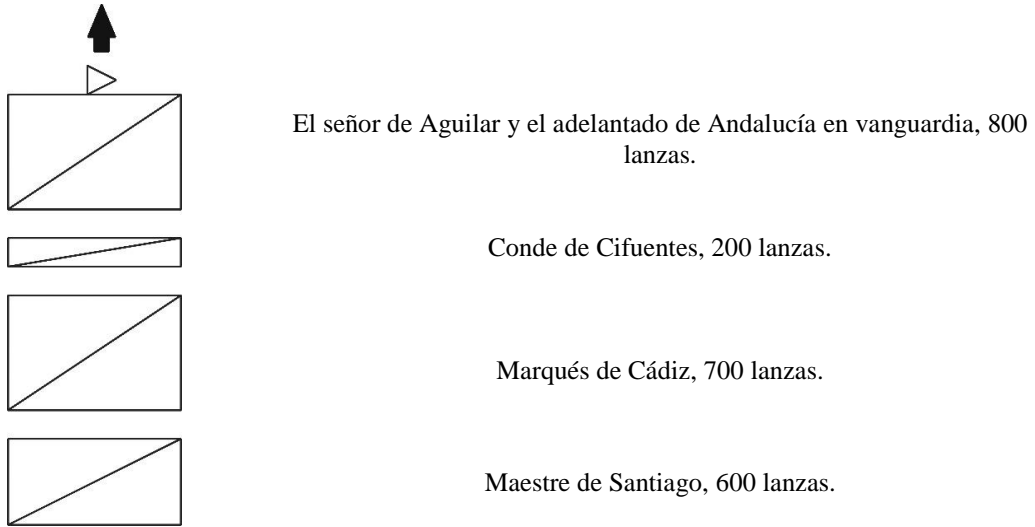 El señor de Aguilar y el adelantado de Andalucía en vanguardia, 800
lanzas.
Conde de Cifuentes, 200 lanzas.
Marqués de Cádiz, 700 lanzas.
Maestre de Santiago, 600 lanzas.